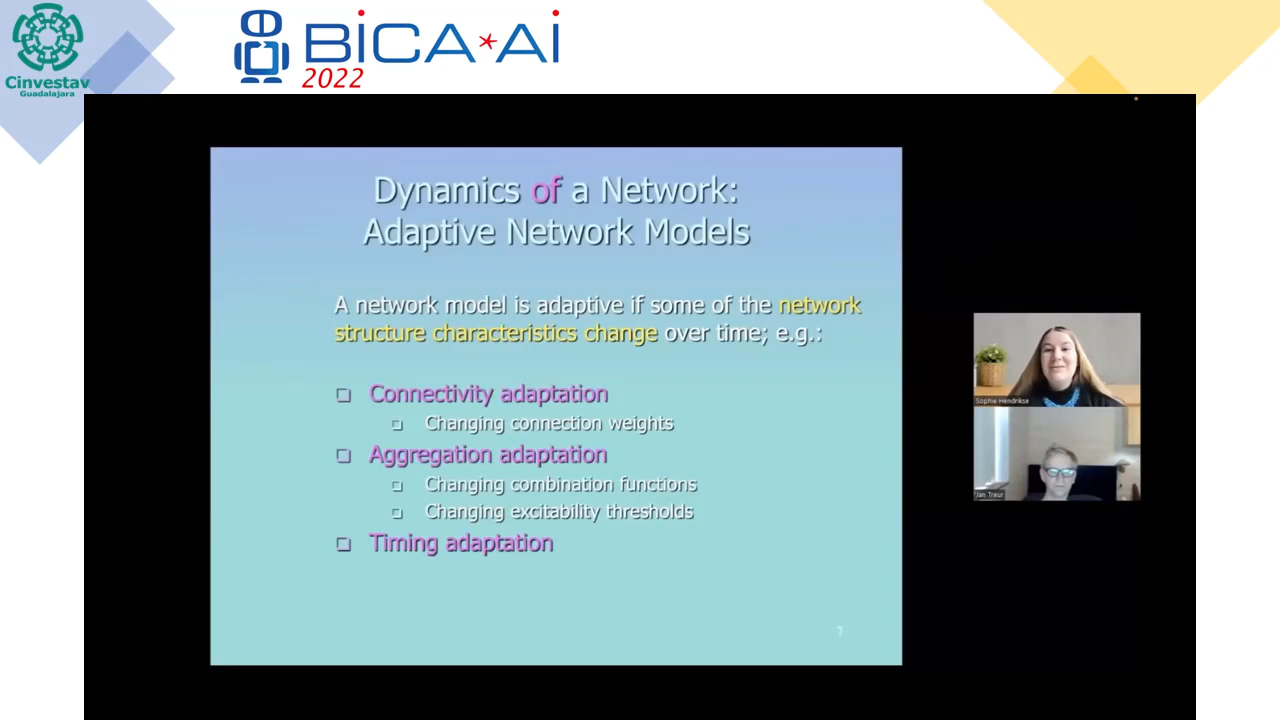 Cinvestav
Guadalajara
BiCA*Ai
2022
Dynamics of a Network:
Adaptive Network Models
A network model is adaptive if some of the network
structure characteristics change over time; e.g.:
Connectivity adaptation
Changing connection weights
Aggregation adaptation
Changing combination functions
Changing excitability thresholds
Timing adaptation
7
Sophie Hendrikse
Jan Treur